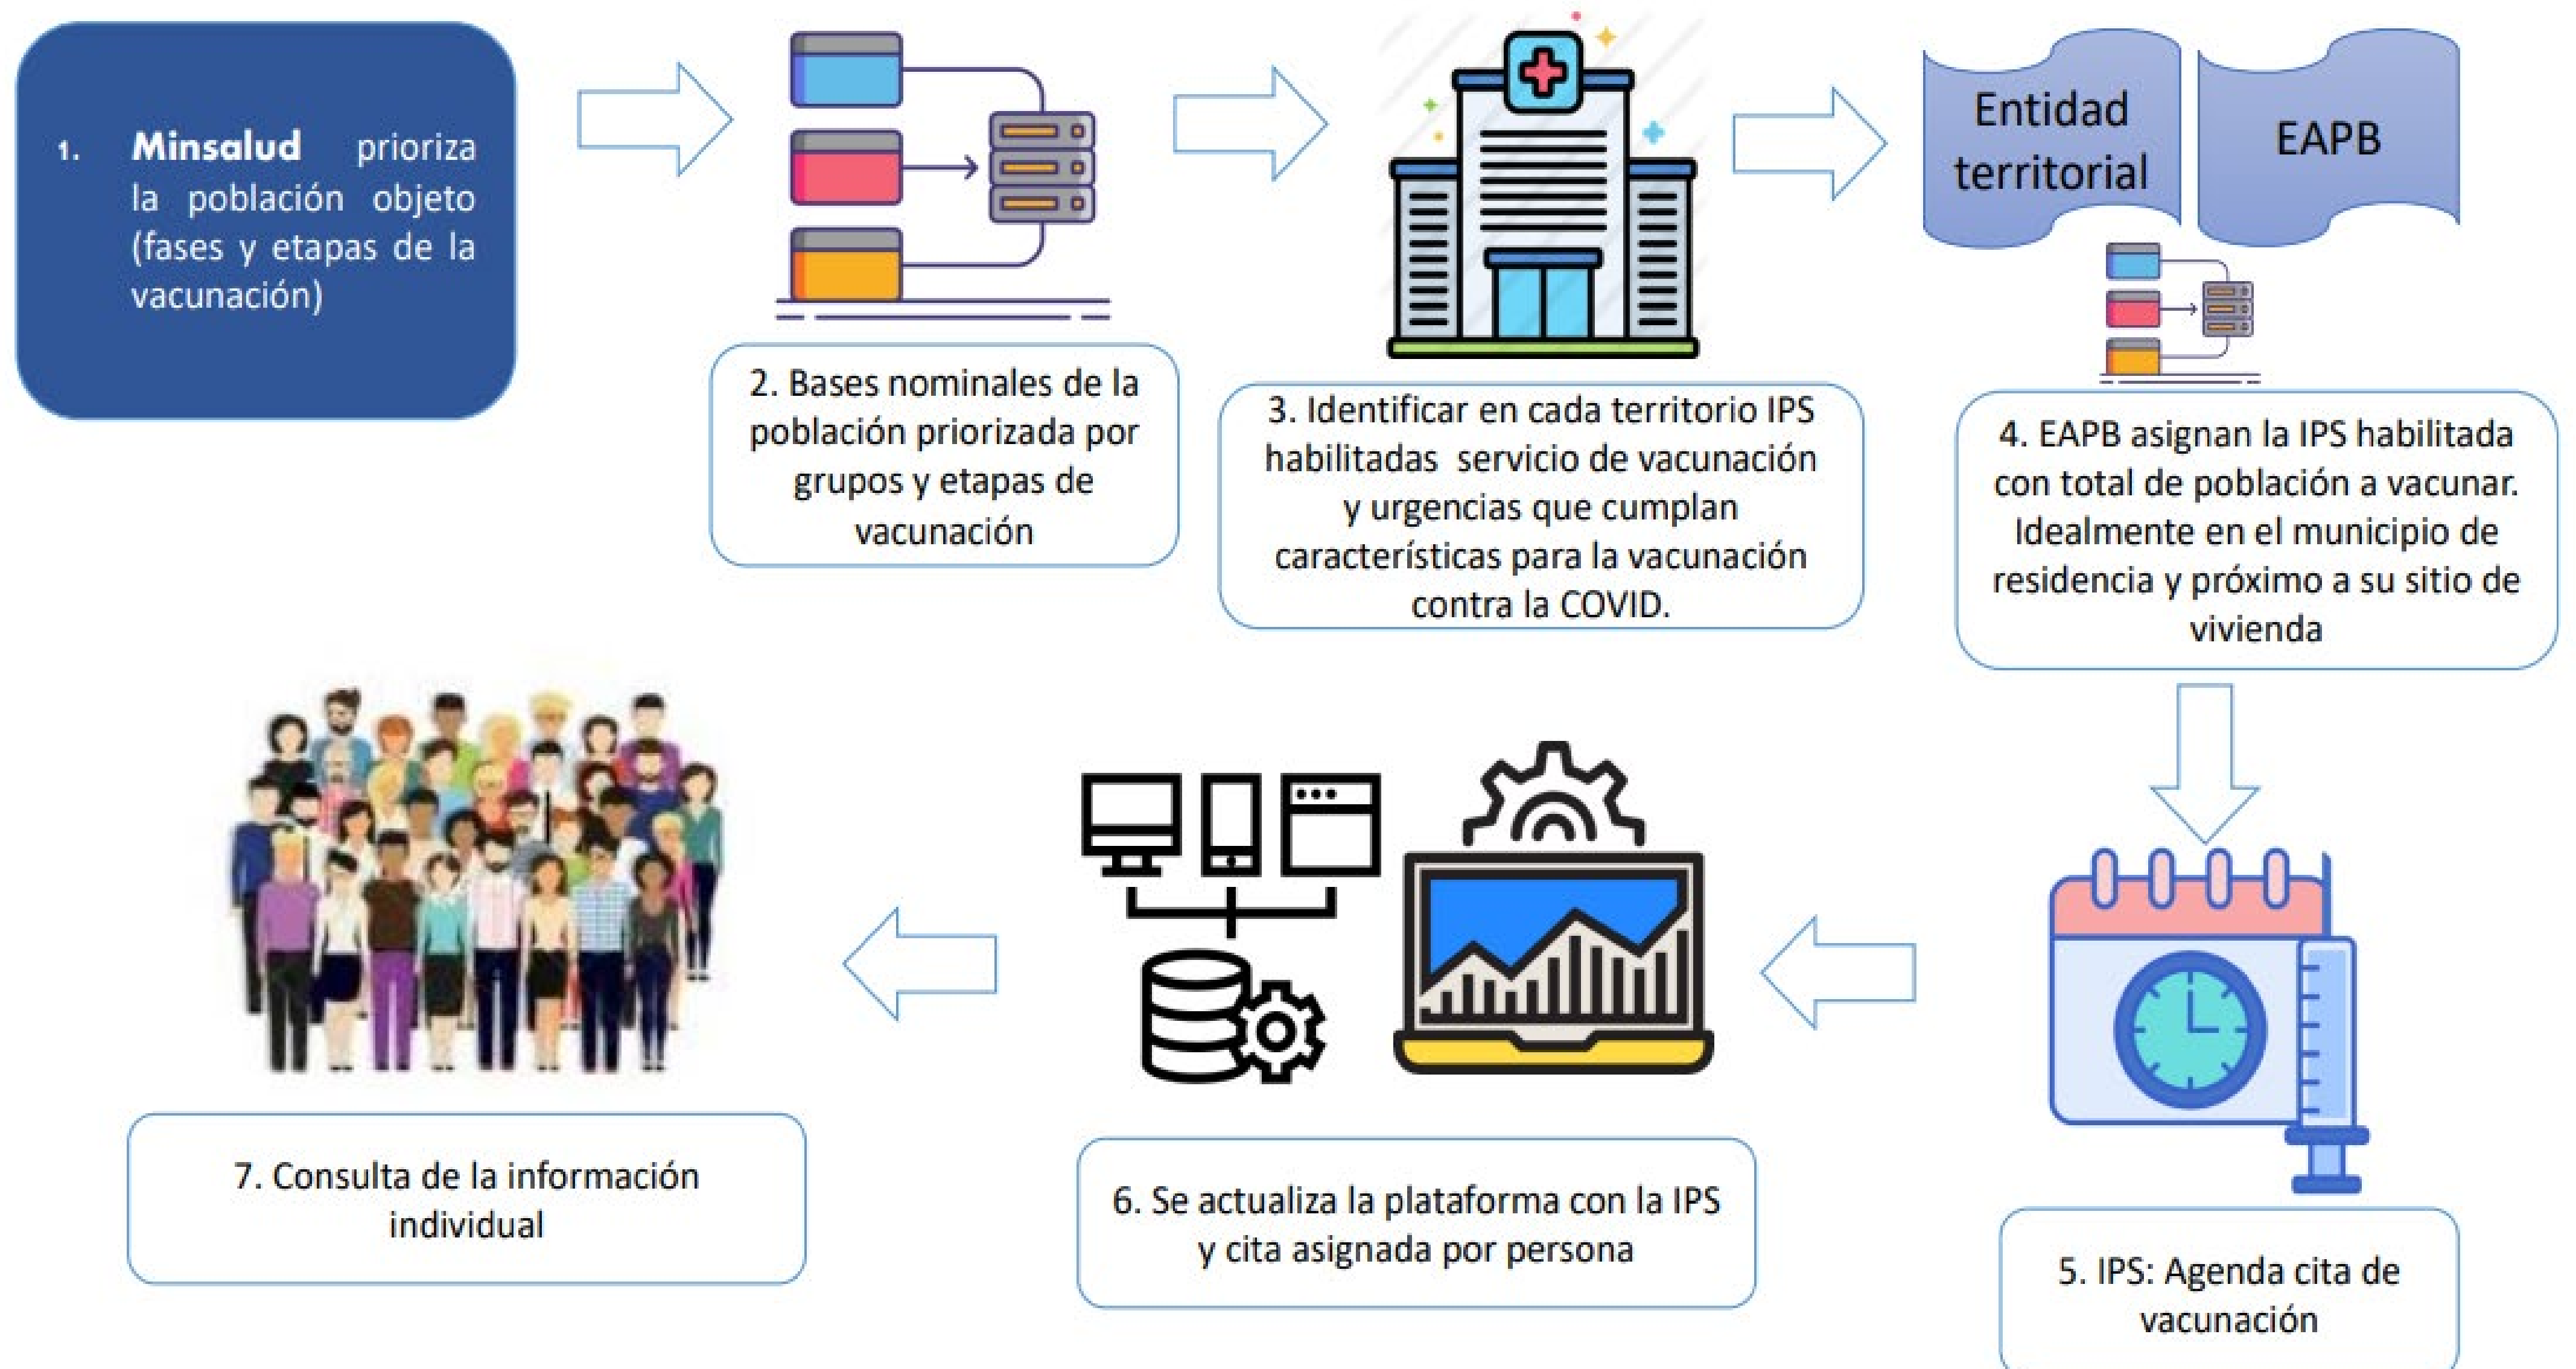 1. Minsalud prioriza
la población objeto
(fases y etapas de la
vacunación)
2. Bases nominales de la
población priorizada por
grupos y etapas de
vacunación
3. Identificar en cada territorio IPS
habilitadas servicio de vacunación
y urgencias que cumplan
características para la vacunación
contra la COVID.
Entidad
territorial
EAPB
4. EAPB asignan la IPS habilitada
con total de población a vacunar.
Idealmente en el municipio de
residencia y próximo a su sitio de
vivienda
5. IPS: Agenda cita de
vacunación
6. Se actualiza la plataforma con la IPS
y cita asignada por persona
7. Consulta de la información
individual